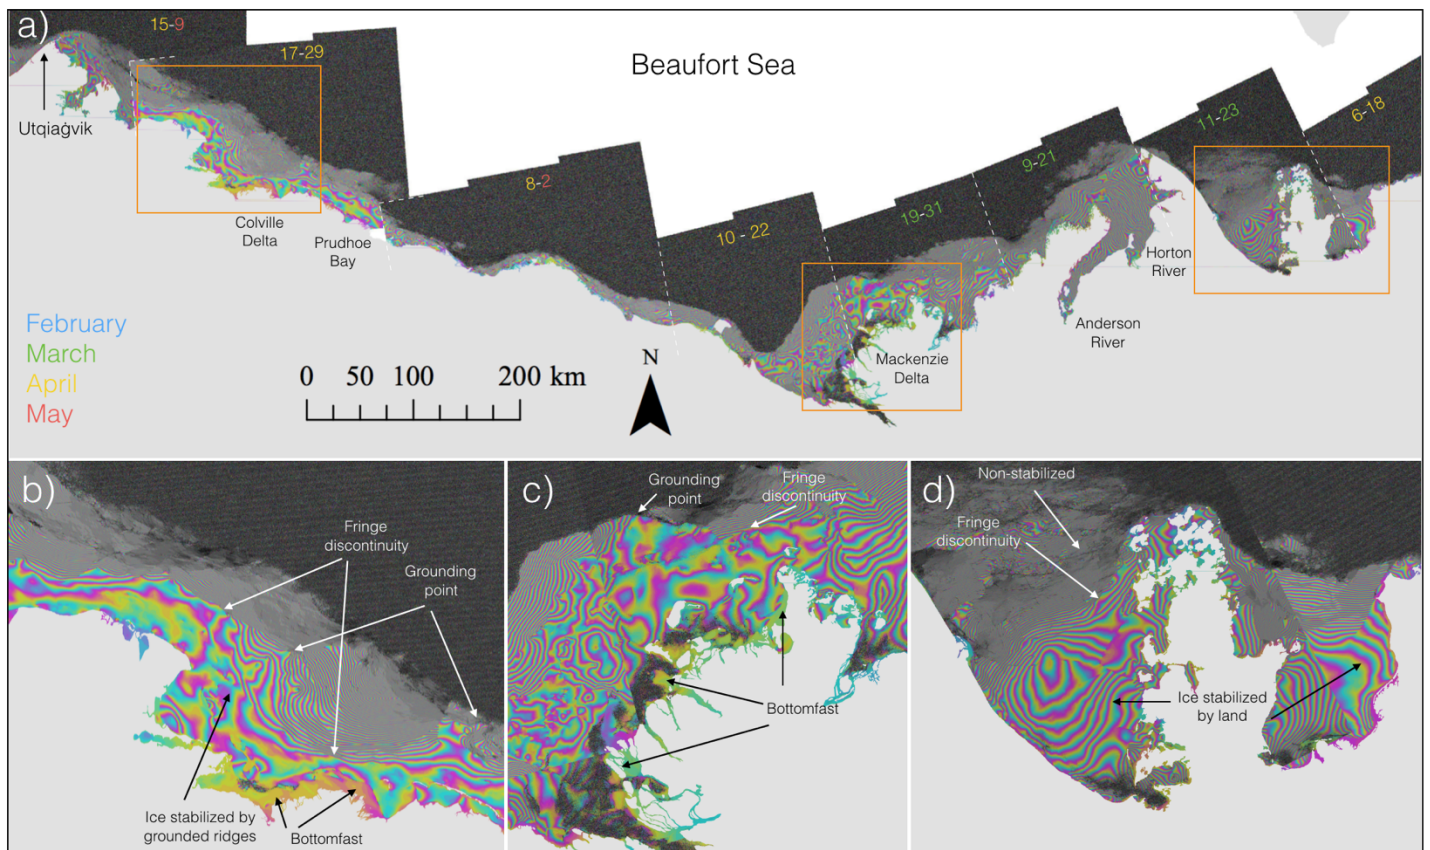 a)
15-9
17-29
Beaufort Sea
Utqiaġvik
8-2
10 - 22
19-31
9-21
11-23
6-18
Colville
Delta
Prudhoe
Bay
Horton
River
Anderson
River
Mackenzie
Delta
February
March
April
May
0 50 100 200 km
N
b)
Fringe
discontinuity
Grounding
point
Ice stabilized by
grounded ridges
Bottomfast
c)
Grounding
point
Fringe
discontinuity
Bottomfast
d)
Non-stabilized
Fringe
discontinuity
Ice stabilized
by land